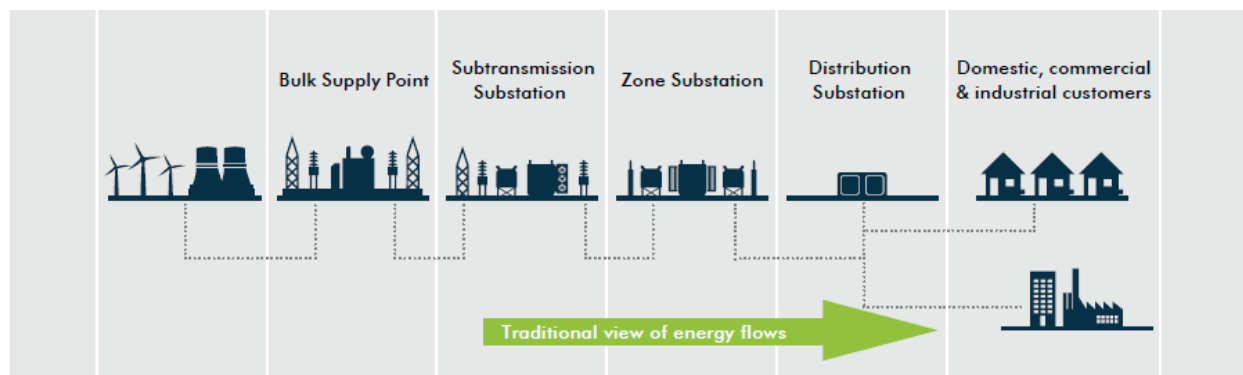 Bulk Supply Point
Subtransmission
Substation
Zone Substation
Distribution
Substation
Domestic, commercial
& industrial customers
Traditional view of energy flows